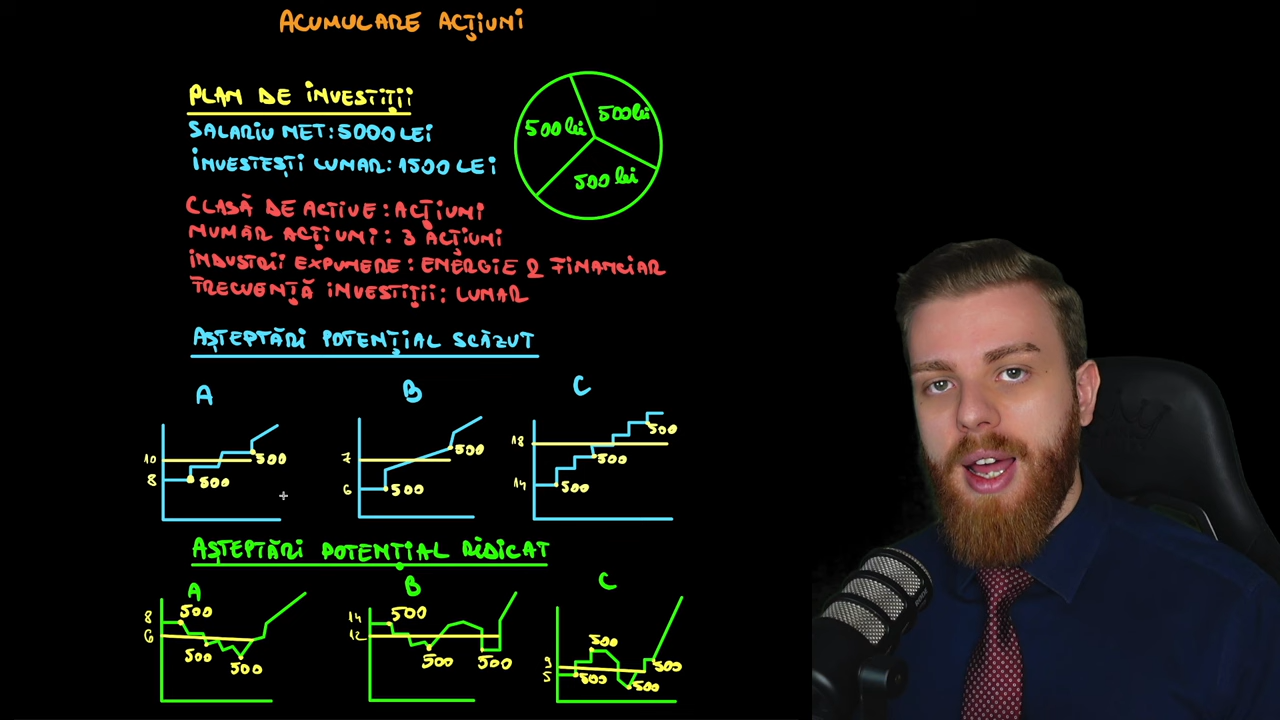 ACUMULARE ACȚIUNI
PLAN DE INVESTIȚII
SALARIU NET: 5000 LEI
INVESTEȘTI LUNAR: 1500 LEI
500 lei
500 lei
500 lei
CLASĂ DE ACTIVE: ACȚIUNI
NUMĂR ACȚIUNI: 3 ACȚIUNI
INDUSTRII EXPUNERE: ENERGIE & FINANCIAR
FRECUENȚĂ INVESTIȚII: LUNAR
AȘTEPTĂRI POTENȚIAL SCĂZUT
A
B
C
10
8
500
500
7
6
500
500
18
14
500
500
500
AȘTEPTĂRI POTENȚIAL RIDICAT
A
B
C
8
6
500
500
500
14
12
500
500
500
9
5
500
500
500
500